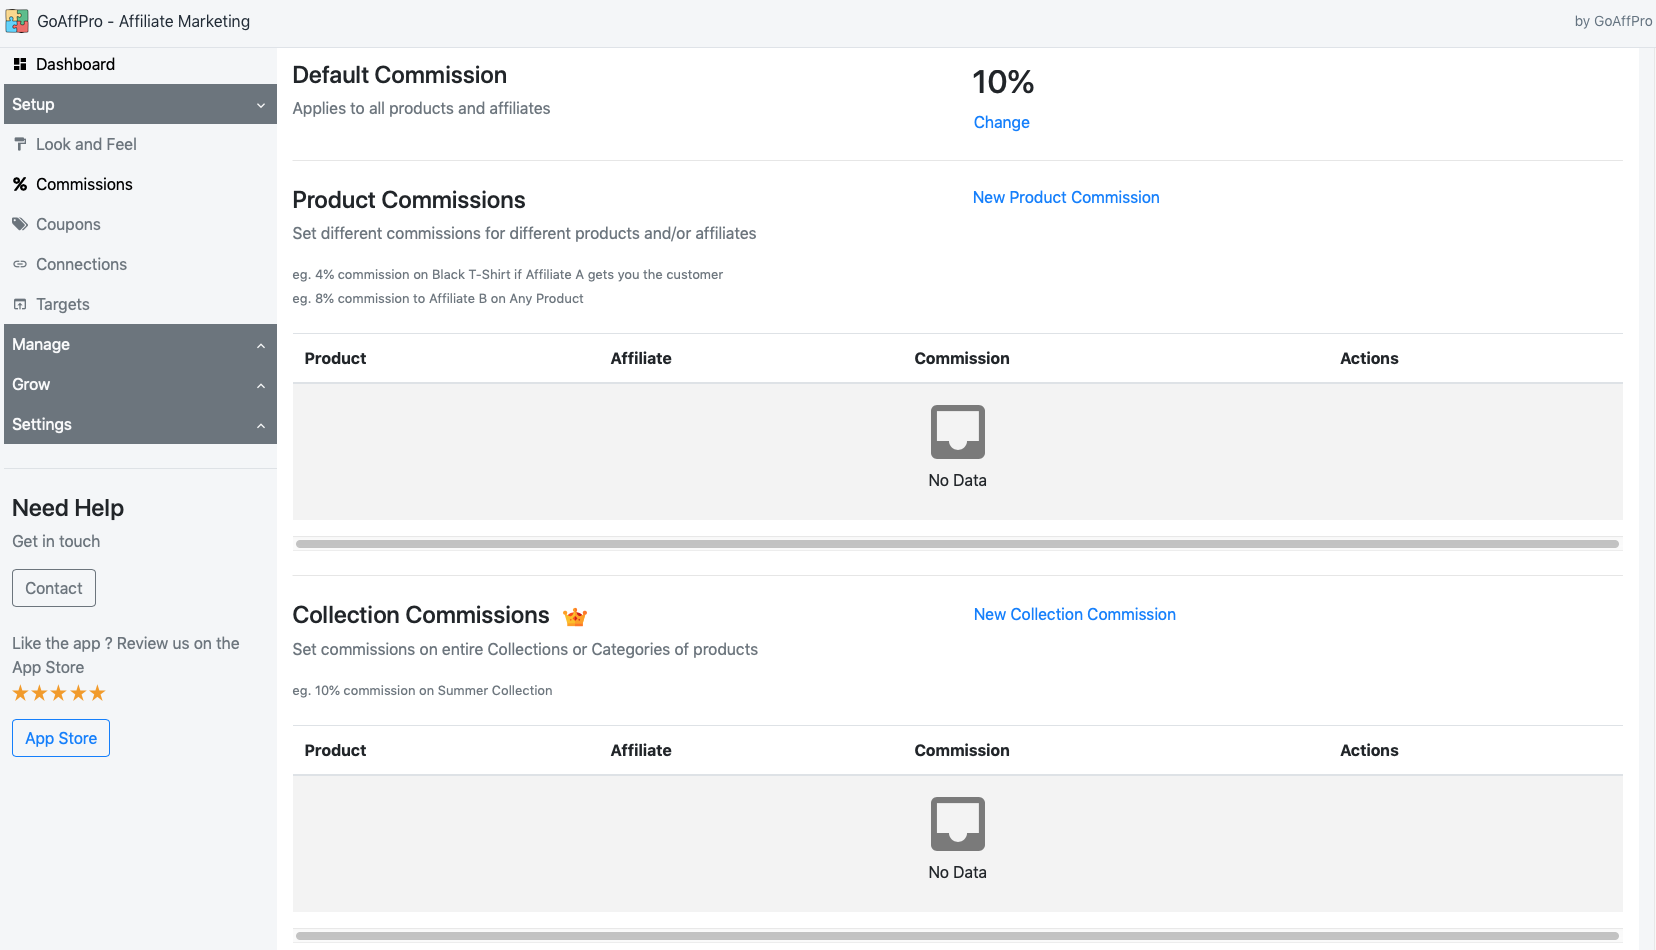 GoAffPro - Affiliate Marketing
by GoAffPro
Dashboard
Setup
Look and Feel
Commissions
Coupons
Connections
Targets
Manage
Grow
Settings
Need Help
Get in touch
Contact
Like the app ? Review us on the
App Store
App Store
Default Commission
Applies to all products and affiliates
10%
Change
Product Commissions
New Product Commission
Set different commissions for different products and/or affiliates
eg. 4% commission on Black T-Shirt if Affiliate A gets you the customer
eg. 8% commission to Affiliate B on Any Product
Product Affiliate Commission Actions
No Data
Collection Commissions
New Collection Commission
Set commissions on entire Collections or Categories of products
eg. 10% commission on Summer Collection
Product Affiliate Commission Actions
No Data